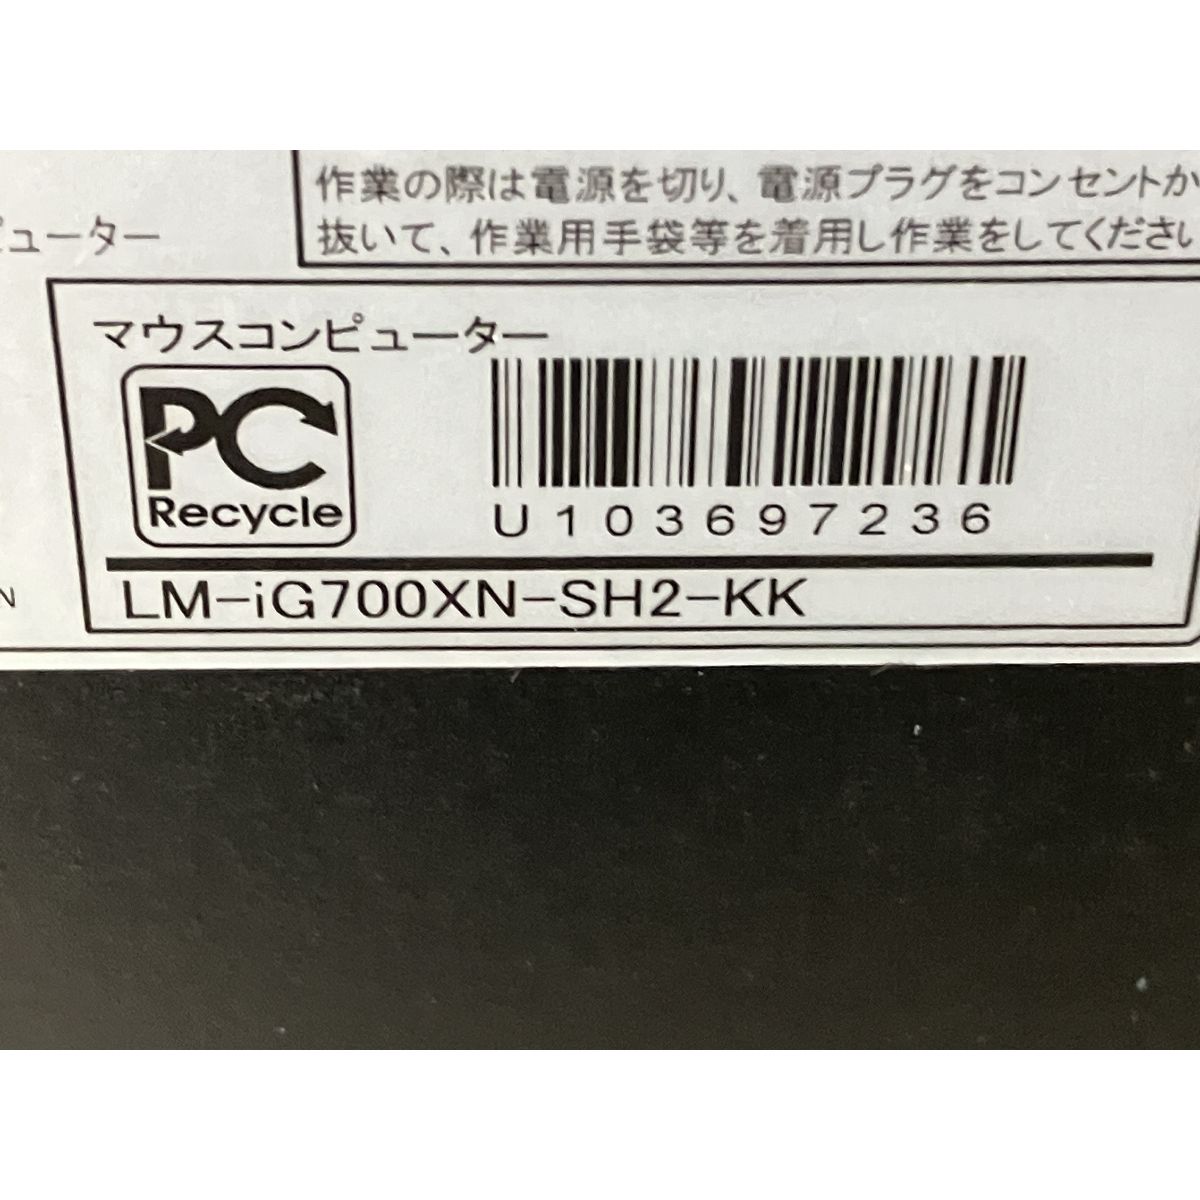 作業の際は電源を切り、電源プラグをコンセントか
抜いて、作業用手袋等を着用し作業をしてください
ピューター
マウスコンピューター
PC
Recycle
U103697236
N
LM-iG700XN-SH2-KK